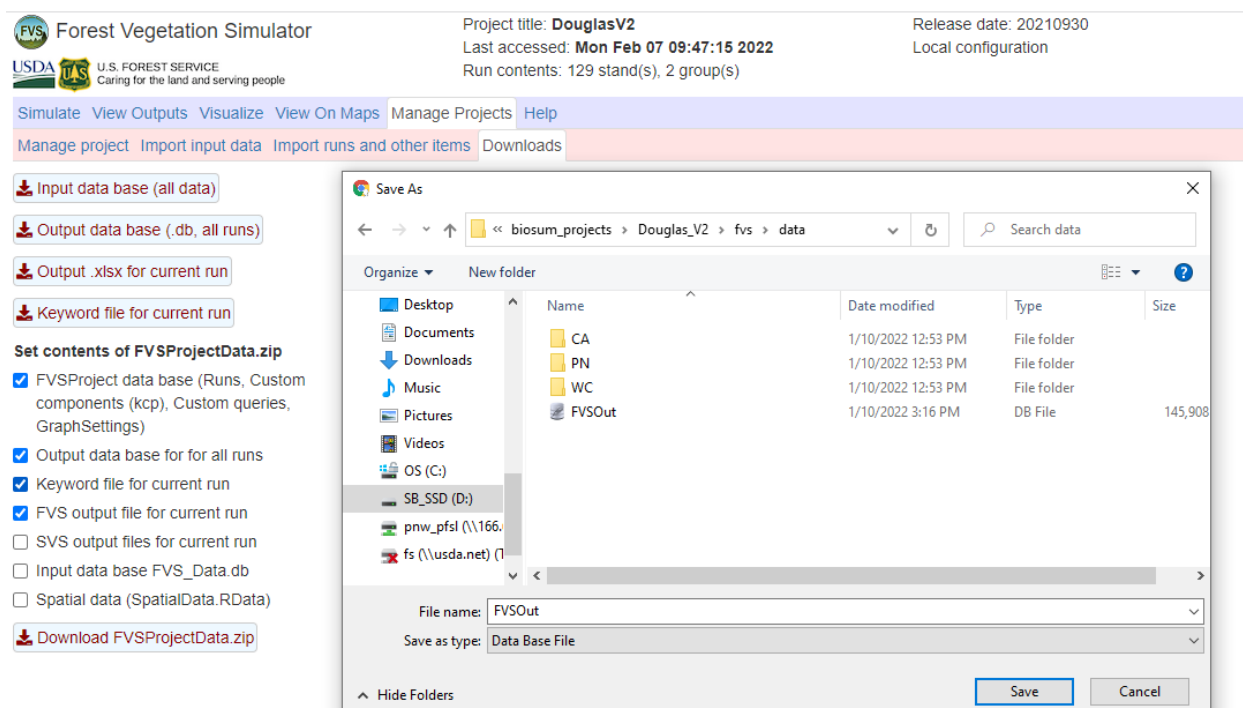 FVS Forest Vegetation Simulator
USDA UAS U.S. FOREST SERVICE
Caring for the land and serving people
Project title: DouglasV2
Last accessed: Mon Feb 07 09:47:15 2022
Run contents: 129 stand(s), 2 group(s)
Release date: 20210930
Local configuration
Simulate View Outputs Visualize View On Maps Manage Projects Help
Manage project Import input data Import runs and other items Downloads
Input data base (all data)
Output data base (.db, all runs)
Output .xlsx for current run
Keyword file for current run
Set contents of FVSProjectData.zip
FVSProject data base (Runs, Custom
components (kcp), Custom queries,
GraphSettings)
Output data base for for all runs
Keyword file for current run
FVS output file for current run
SVS output files for current run
Input data base FVS_Data.db
Spatial data (SpatialData.RData)
Download FVSProjectData.zip
Save As
« biosum_projects › Douglas_V2 › fvs › data
Search data
Organize New folder
Desktop
Documents
Downloads
Music
Pictures
Videos
OS (C:)
SB_SSD (D:)
pnw_pfsl (\\166.
fs (\\usda.net) (T
Name Date modified Type Size
CA 1/10/2022 12:53 PM File folder
PN 1/10/2022 12:53 PM File folder
WC 1/10/2022 12:53 PM File folder
FVSOut 1/10/2022 3:16 PM DB File 145,908
File name: FVSOut
Save as type: Data Base File
Hide Folders
Save Cancel